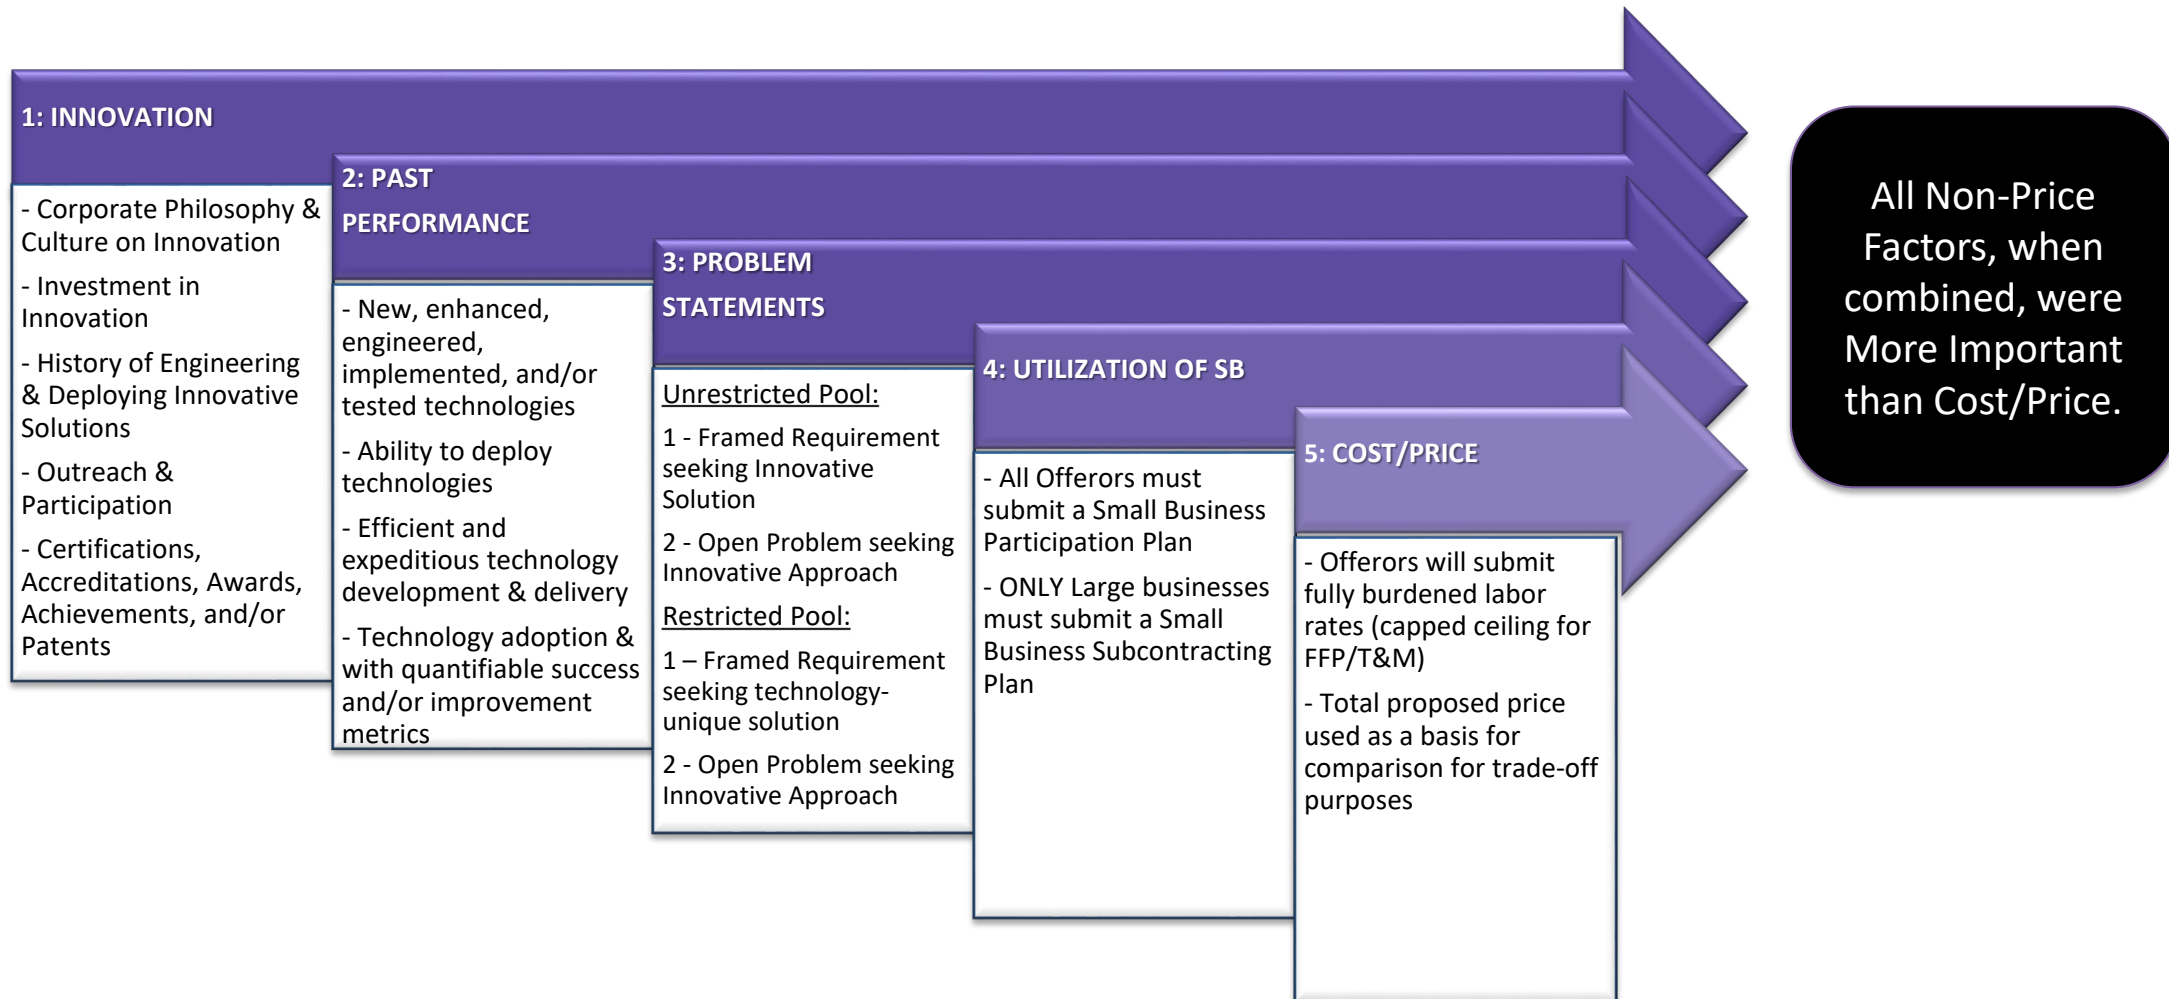 1: INNOVATION
- Corporate Philosophy &
Culture on Innovation
- Investment in
Innovation
- History of Engineering
& Deploying Innovative
Solutions
- Outreach &
Participation
- Certifications,
Accreditations, Awards,
Achievements, and/or
Patents
2: PAST
PERFORMANCE
- New, enhanced,
engineered,
implemented, and/or
tested technologies
- Ability to deploy
technologies
- Efficient and
expeditious technology
development & delivery
- Technology adoption &
with quantifiable success
and/or improvement
metrics
3: PROBLEM
STATEMENTS
Unrestricted Pool:
1 - Framed Requirement
seeking Innovative
Solution
2 - Open Problem seeking
Innovative Approach
Restricted Pool:
1 – Framed Requirement
seeking technology-
unique solution
2 - Open Problem seeking
Innovative Approach
4: UTILIZATION OF SB
- All Offerors must
submit a Small Business
Participation Plan
- ONLY Large businesses
must submit a Small
Business Subcontracting
Plan
5: COST/PRICE
- Offerors will submit
fully burdened labor
rates (capped ceiling for
FFP/T&M)
- Total proposed price
used as a basis for
comparison for trade-off
purposes
All Non-Price
Factors, when
combined, were
More Important
than Cost/Price.